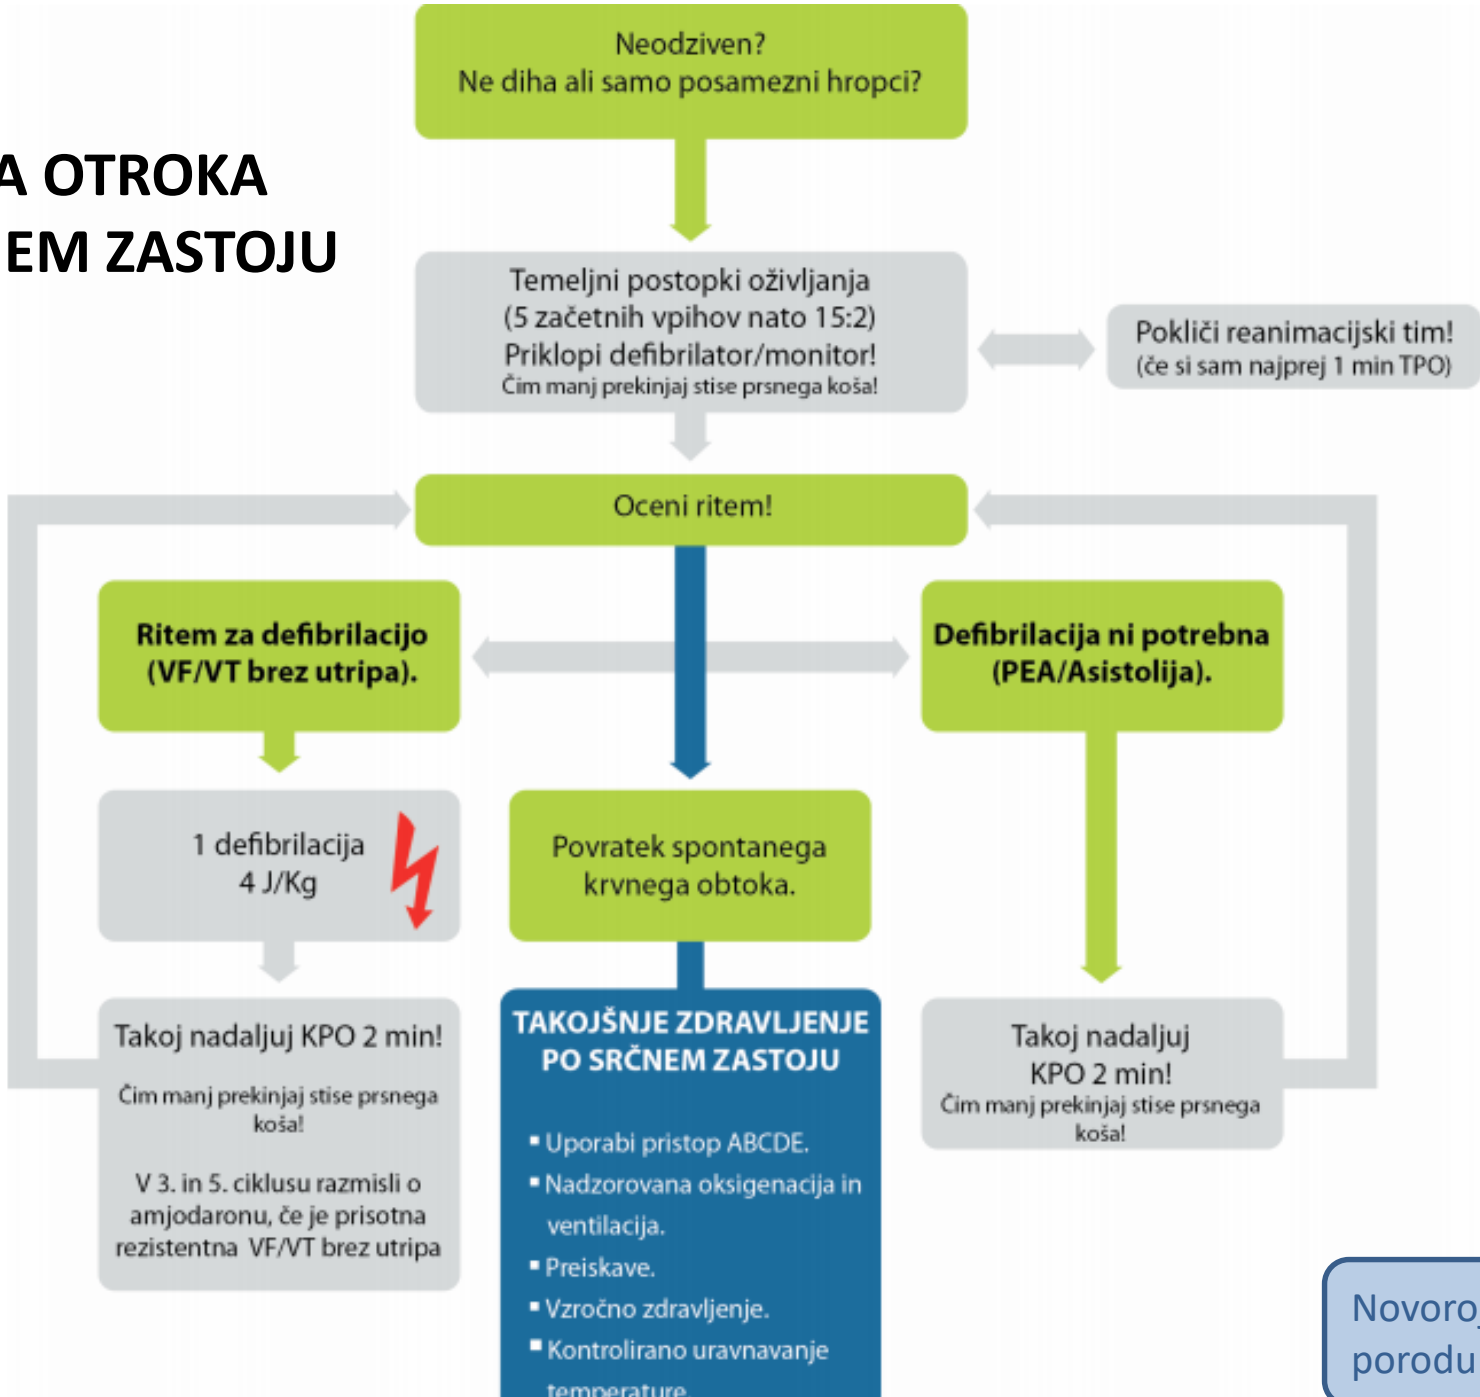 Neodziven?
Ne diha ali samo posamezni hropci?
A OTROKA
EM ZASTOJU
Temeljni postopki oživljanja
(5 začetnih vpihov nato 15:2)
Priklopi defibrilator/monitor!
Čim manj prekinjaj stise prsnega koša!
Pokliči reanimacijski tim!
(če si sam najprej 1 min TPO)
Oceni ritem!
Ritem za defibrilacijo
(VF/VT brez utripa).
Defibrilacija ni potrebna
(PEA/Asistolija).
1 defibrilacija
4 J/Kg
Povratek spontanega
krvnega obtoka.
Takoj nadaljuj KPO 2 min!
Čim manj prekinjaj stise prsnega
koša!
V 3. in 5. ciklusu razmisli o
amjodaronu, če je prisotna
rezistentna VF/VT brez utripa
TAKOJŠNJE ZDRAVLJENJE
PO SRČNEM ZASTOJU
▪ Uporabi pristop ABCDE.
▪ Nadzorovana oksigenacija in
ventilacija.
▪ Preiskave.
▪ Vzročno zdravljenje.
▪ Kontrolirano uravnavanje
temperature.
Takoj nadaljuj
KPO 2 min!
Čim manj prekinjaj stise prsnega
koša!
Novoroj
porodu